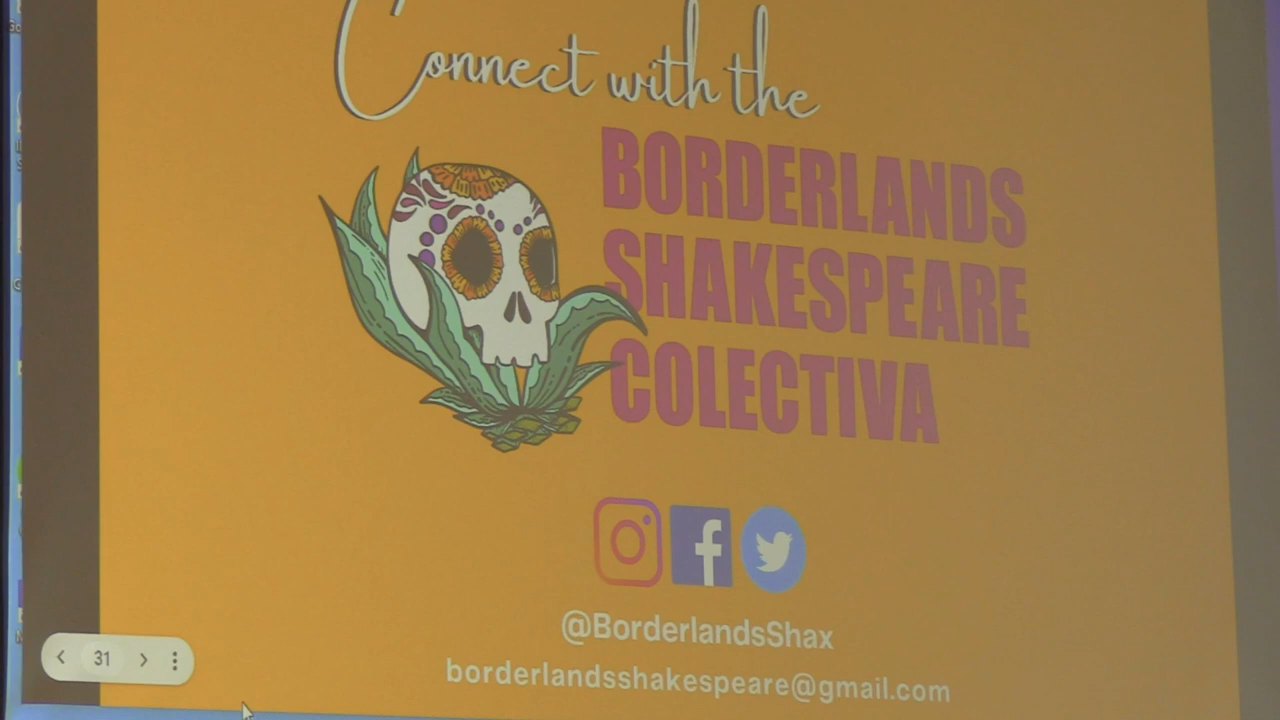 Connect with the
BORDERLANDS
SHAKESPEARE
COLECTIVA
@BorderlandsShax
borderlandsshakespeare@gmail.com
31